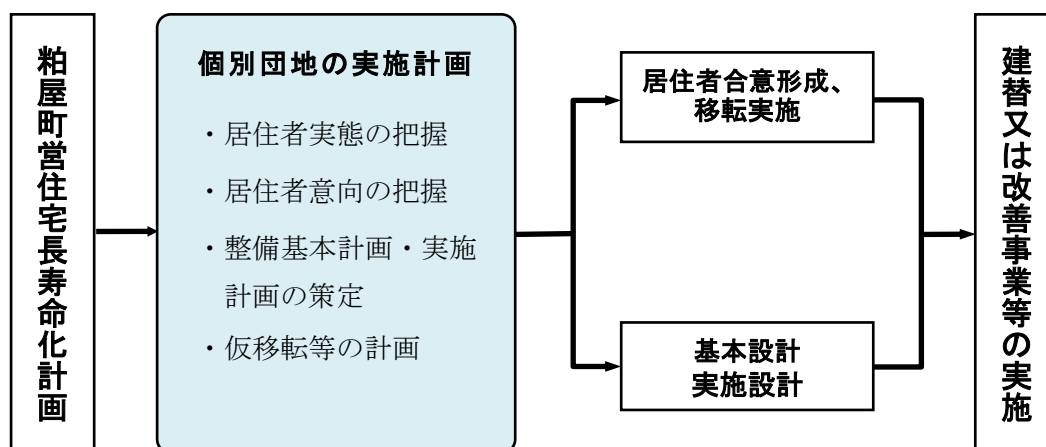 粕屋町営住宅長寿命化計画
個別団地の実施計画
・居住者実態の把握
・居住者意向の把握
・整備基本計画・実施
計画の策定
・仮移転等の計画
居住者合意形成、
移転実施
基本設計
実施設計
建替又は改善事業等の実施